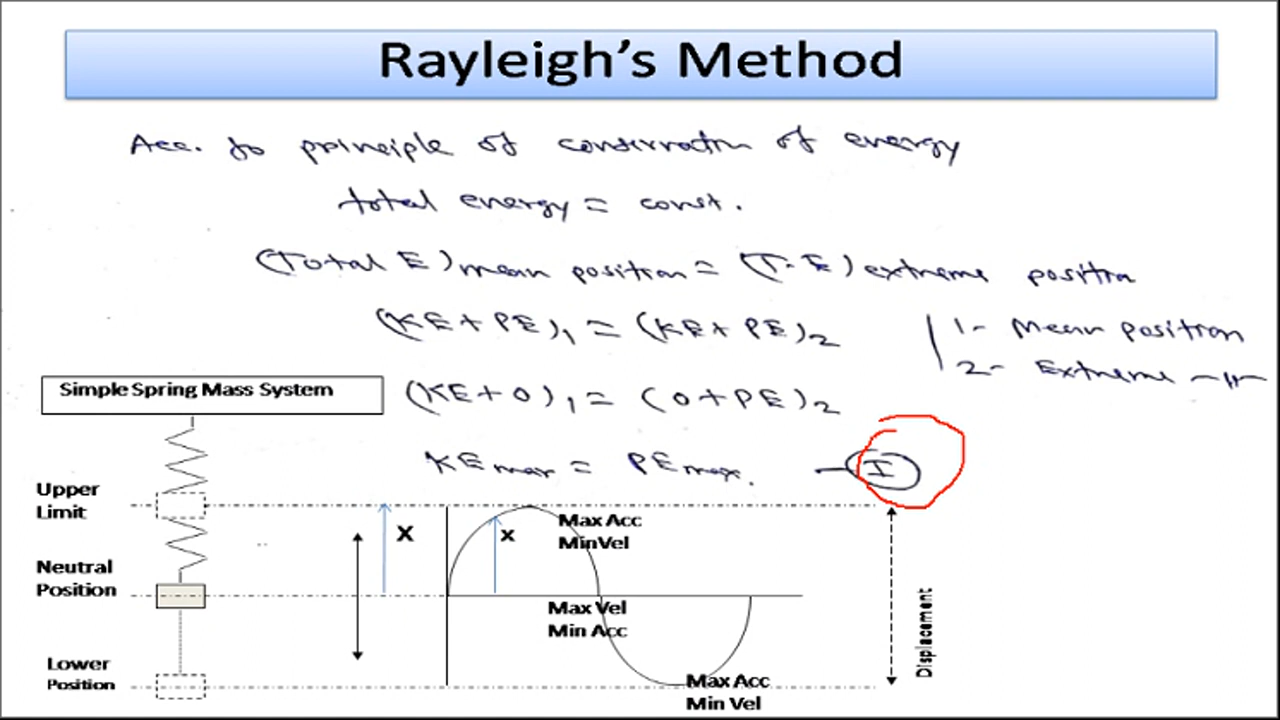 Rayleigh's Method
Acc. to principle of conservation of energy
total energy = const.
(Total E) mean position = (T.E) extreme position
(KE + PE)1 = (KE + PE)2
1- Mean position
2- Extreme -11-
Simple Spring Mass System
(KE + 0)1 = (0 + PE)2
KE max = PE max. - I
Upper
Limit
X
x
Max Acc
MinVel
Neutral
Position
Max Vel
Min Acc
Displacement
Lower
Position
Max Acc
Min Vel